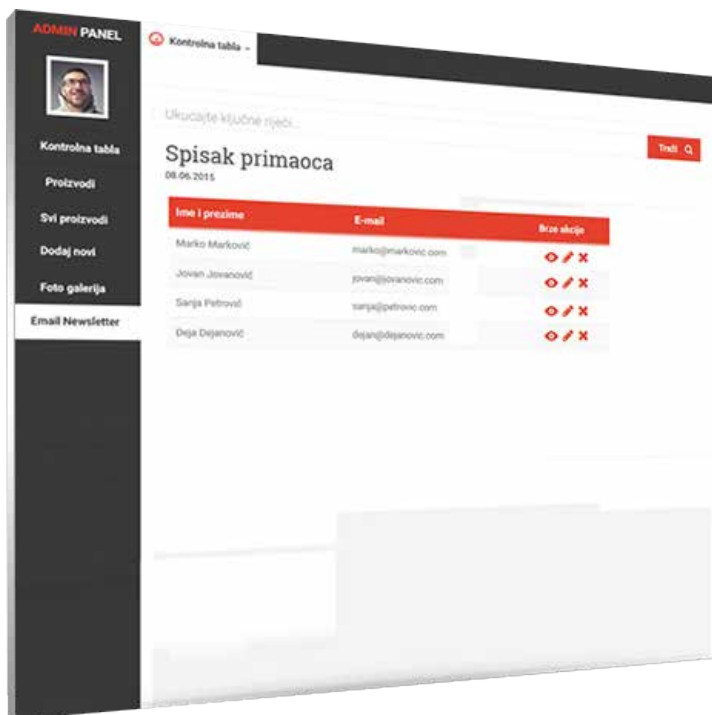 ADMIN PANEL
Kontrolna tabla
Kontrolna tabla
Proizvodi
Svi proizvodi
Dodaj novi
Foto galerija
Email Newsletter
Ukucajte ključne riječi...
Traži
Spisak primaoca
08.06.2015
Ime i prezime E-mail Brze akcije
Marko Marković marko@markovic.com
Jovan Jovanović jovan@jovanovic.com
Sanja Petrović sanja@petrovic.com
Deja Dejanović dejan@dejanovic.com